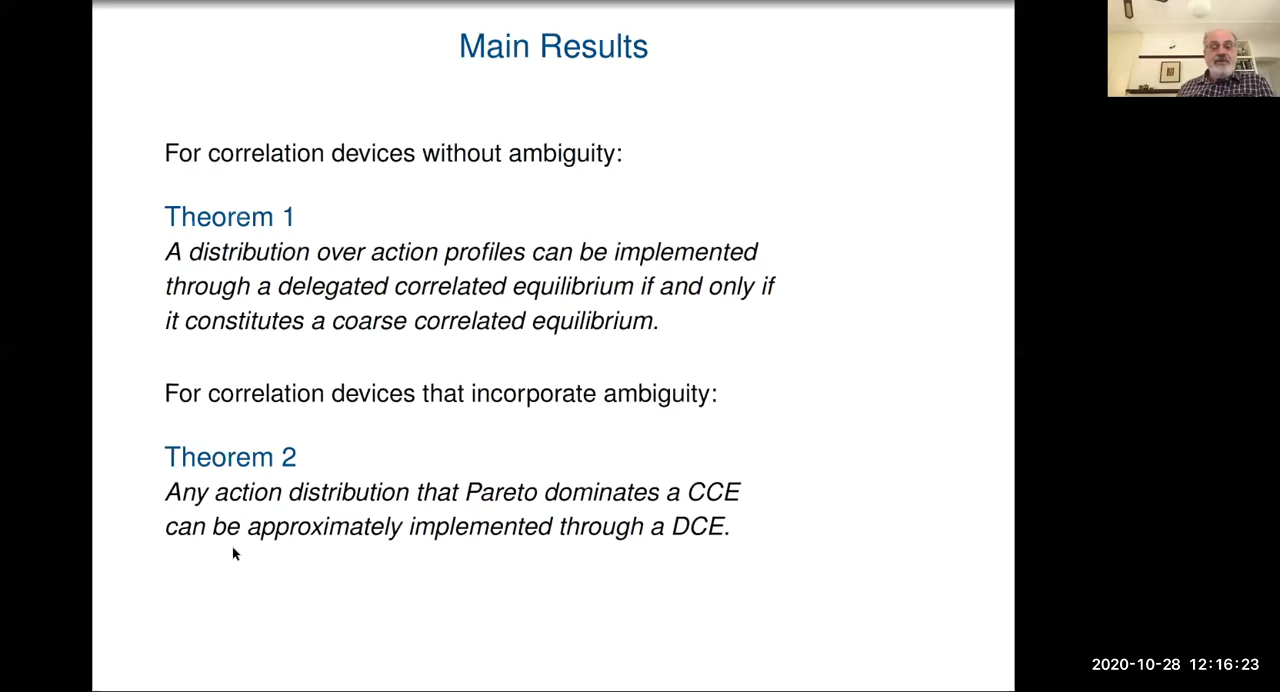 Main Results
For correlation devices without ambiguity:
Theorem 1
A distribution over action profiles can be implemented
through a delegated correlated equilibrium if and only if
it constitutes a coarse correlated equilibrium.
For correlation devices that incorporate ambiguity:
Theorem 2
Any action distribution that Pareto dominates a CCE
can be approximately implemented through a DCE.
2020-10-28 12:16:23